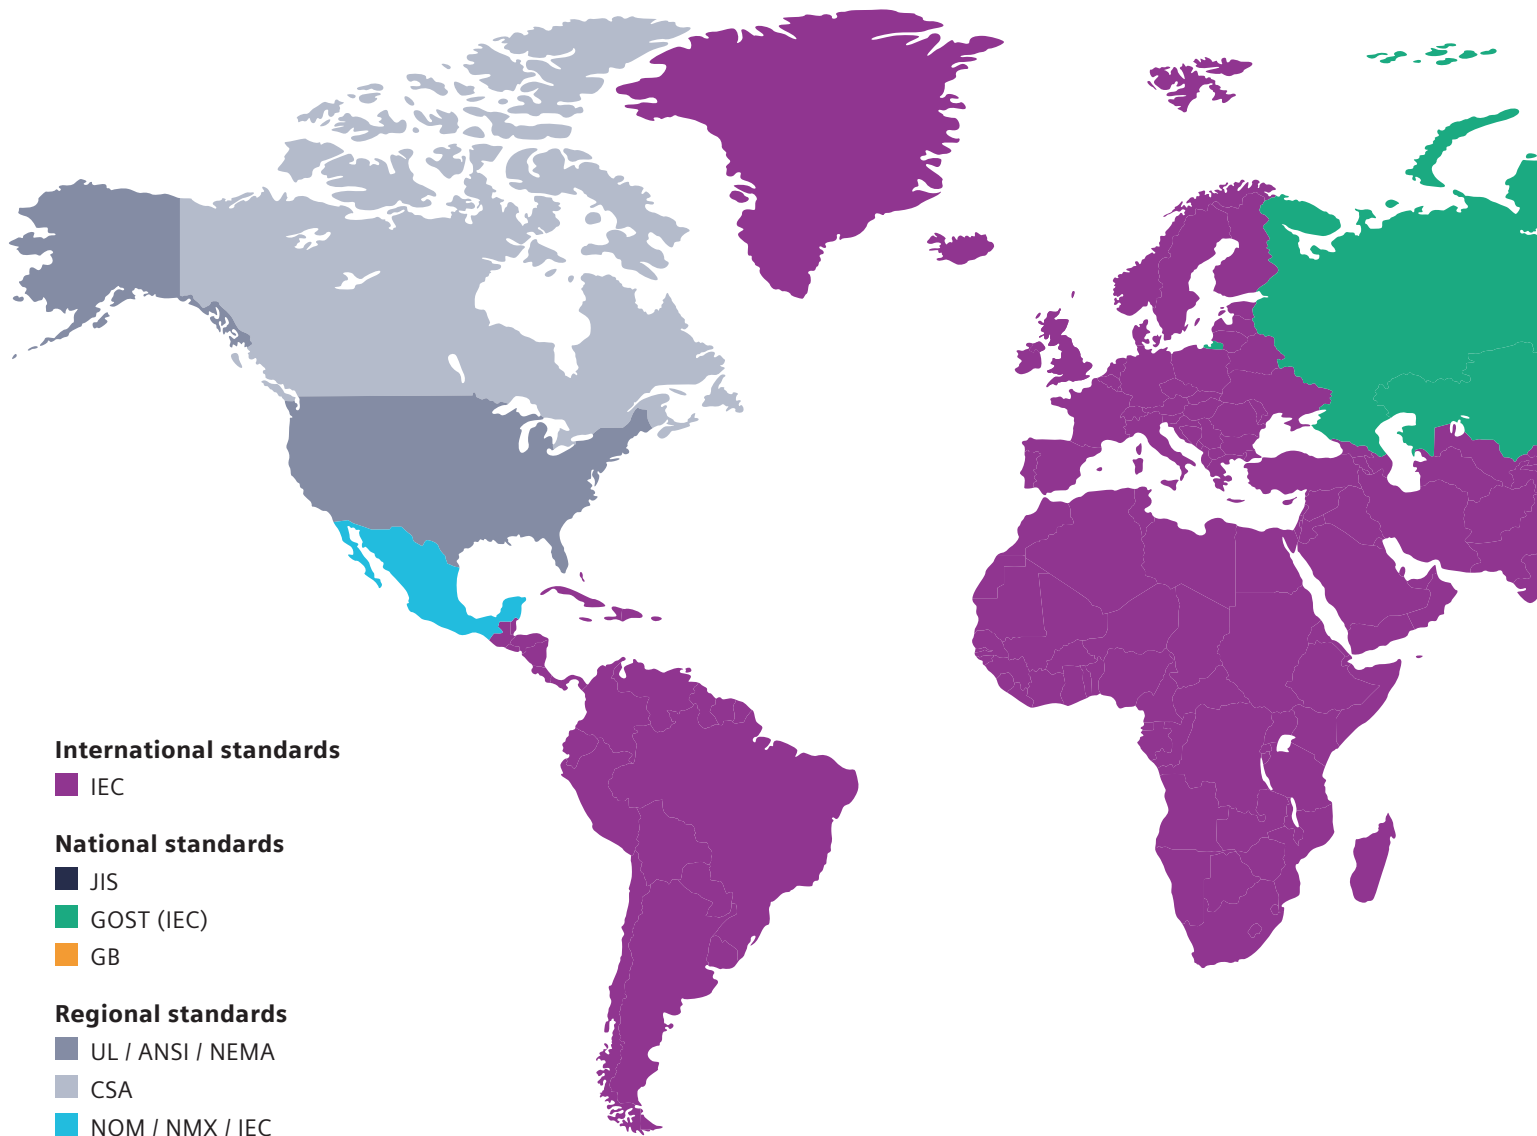 International standards
IEC
National standards
JIS
GOST (IEC)
GB
Regional standards
UL / ANSI / NEMA
CSA
NOM / NMX / IEC